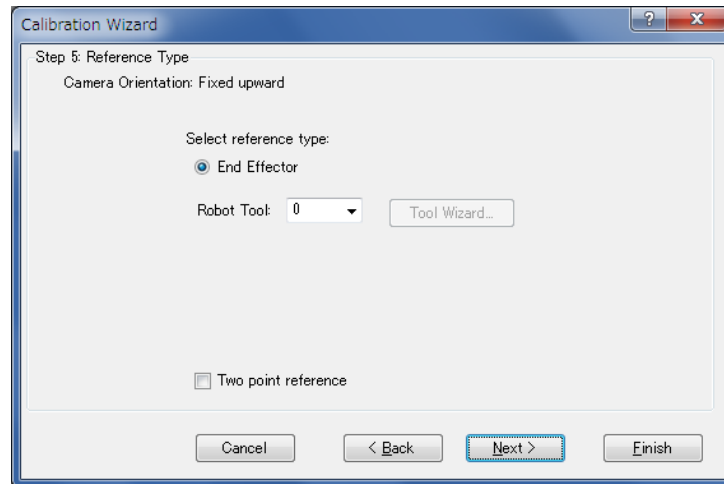 Calibration Wizard
Step 5: Reference Type
Camera Orientation: Fixed upward
Select reference type:
End Effector
Robot Tool: 0 Tool Wizard...
Two point reference
Cancel < Back Next > Finish